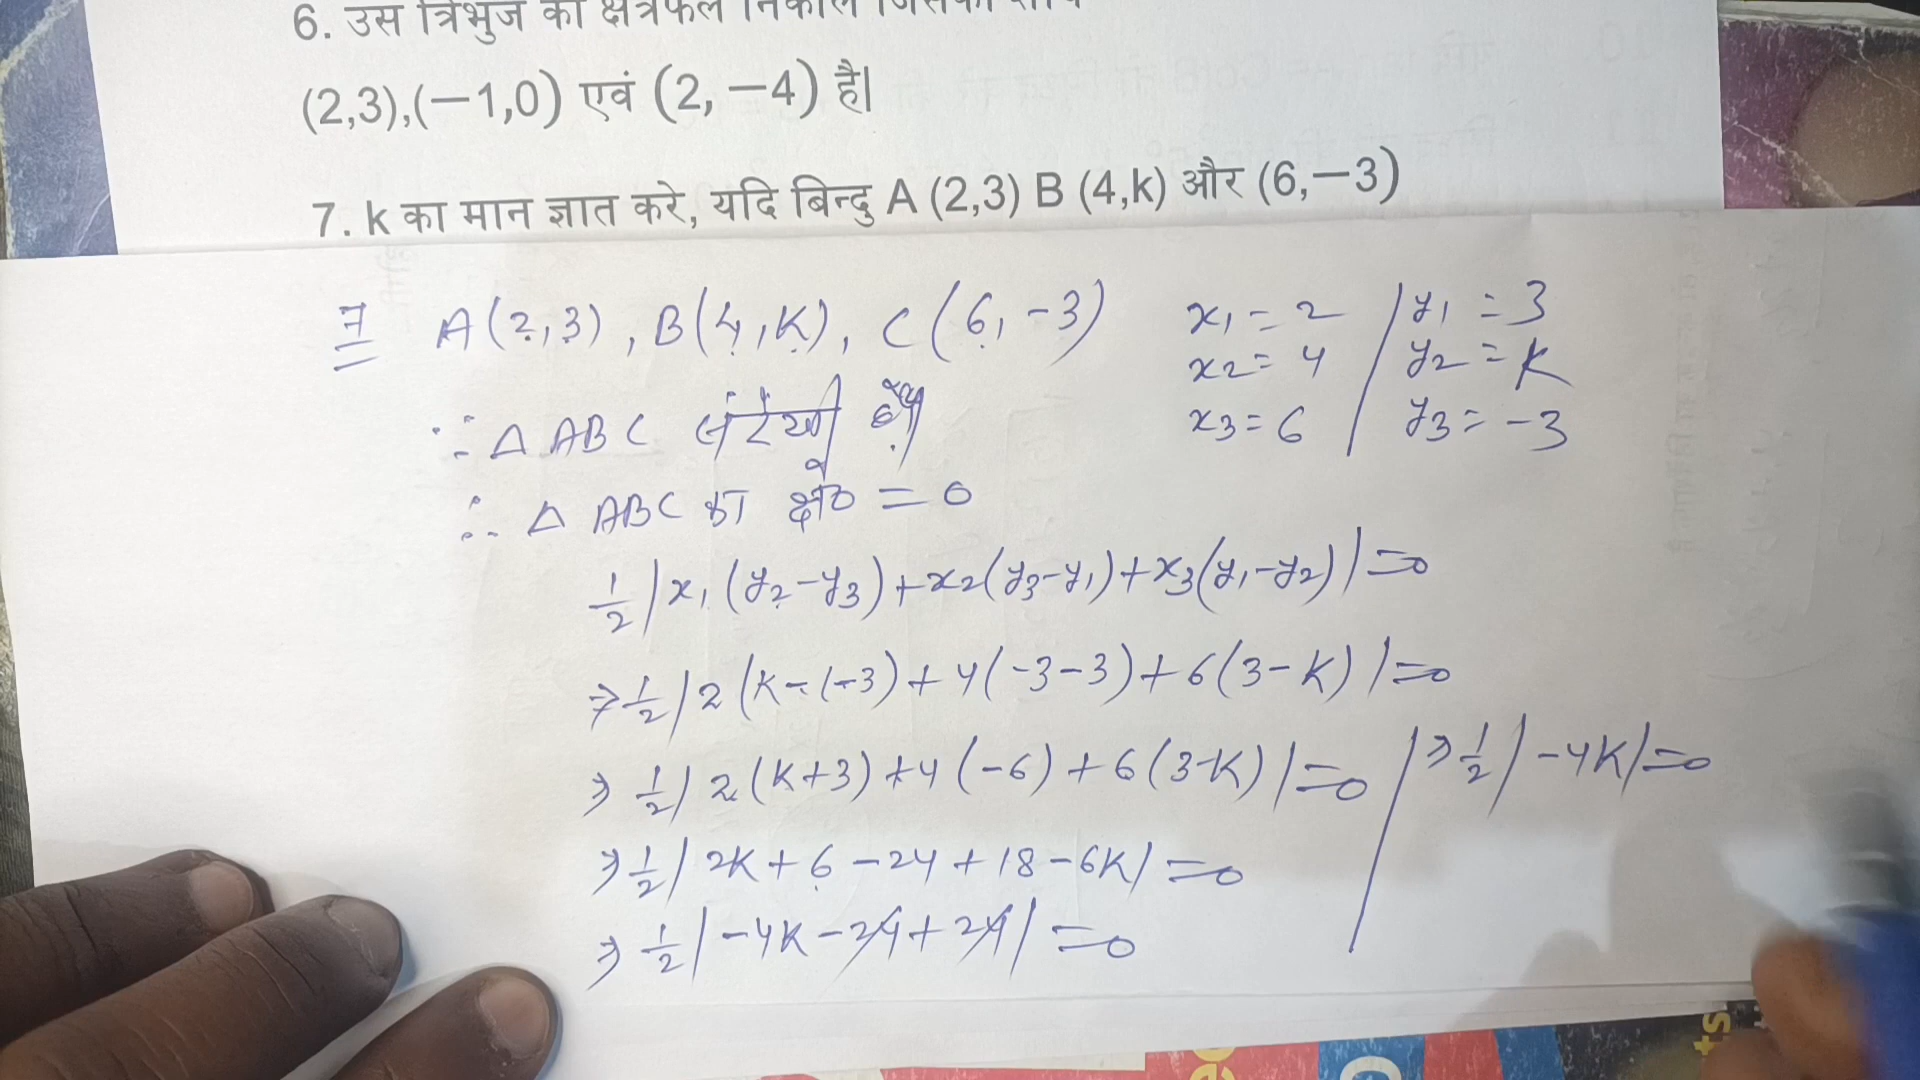 6. उस त्रिभुज का क्षेत्रफल निकाले जिसका शीर्ष
(2,3),(−1,0) एवं (2, −4) है|
7. k का मान ज्ञात करे, यदि बिन्दु A (2,3) B (4,k) और (6,−3)
7 A(2,3), B(4,K), C(6, -3)
x1 = 2 / y1 = 3
x2 = 4 / y2 = K
x3 = 6 / y3 = -3
∵ △ ABC संरेखी है
∴ △ ABC का क्षे० = 0
1/2 |x1(y2-y3)+x2(y3-y1)+x3(y1-y2)|=0
⇒ 1/2 |2(K-(-3)+4(-3-3)+6(3-K)|=0
⇒ 1/2 |2(K+3)+4(-6)+6(3-K)|=0
⇒ 1/2 |2K+6-24+18-6K|=0
⇒ 1/2 |-4K-24+24|=0
⇒ 1/2 |-4K|=0